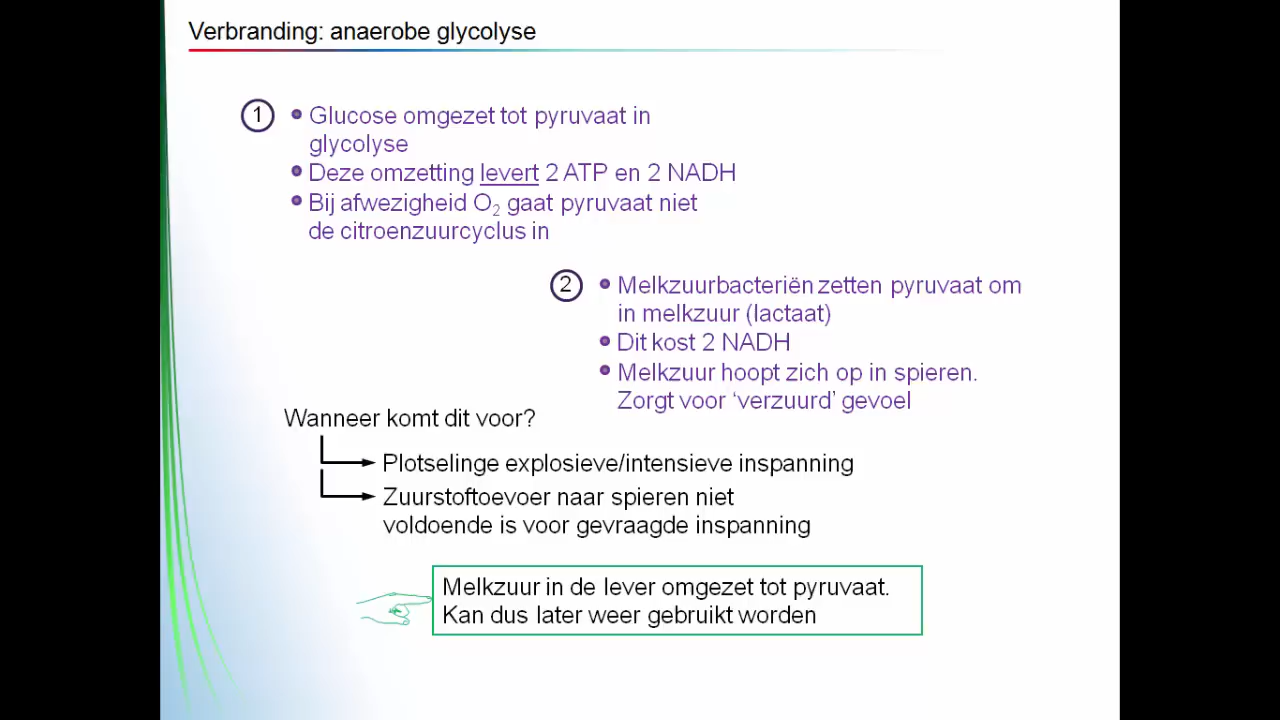 Verbranding: anaerobe glycolyse
1
• Glucose omgezet tot pyruvaat in
glycolyse
• Deze omzetting levert 2 ATP en 2 NADH
• Bij afwezigheid O₂ gaat pyruvaat niet
de citroenzuurcyclus in
2
• Melkzuurbacteriën zetten pyruvaat om
in melkzuur (lactaat)
• Dit kost 2 NADH
• Melkzuur hoopt zich op in spieren.
Zorgt voor ‘verzuurd’ gevoel
Wanneer komt dit voor?
Plotselinge explosieve/intensieve inspanning
Zuurstoftoevoer naar spieren niet
voldoende is voor gevraagde inspanning
Melkzuur in de lever omgezet tot pyruvaat.
Kan dus later weer gebruikt worden